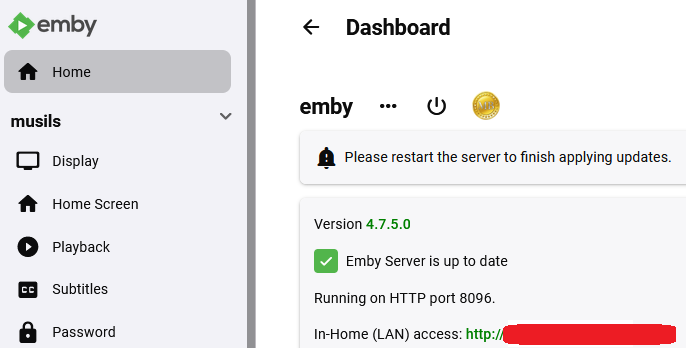 emby
Home
musils
Display
Home Screen
Playback
Subtitles
Password
Dashboard
emby
Please restart the server to finish applying updates.
Version 4.7.5.0
Emby Server is up to date
Running on HTTP port 8096.
In-Home (LAN) access: http://